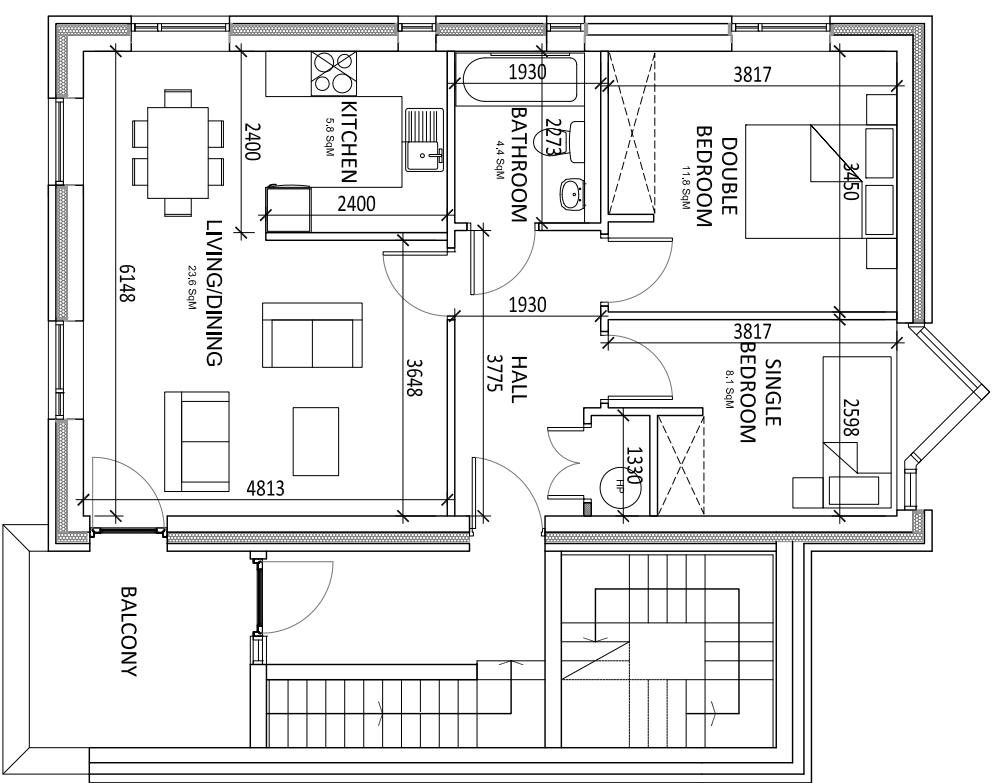 1930
3817
KITCHEN
5.8 SqM
2400
2400
BATHROOM
4.4 SqM
2273
DOUBLE
BEDROOM
11.8 SqM
3450
LIVING/DINING
23.6 SqM
6148
1930
3817
HALL
3775
3648
SINGLE
BEDROOM
8.1 SqM
2598
1330
HP
4813
BALCONY